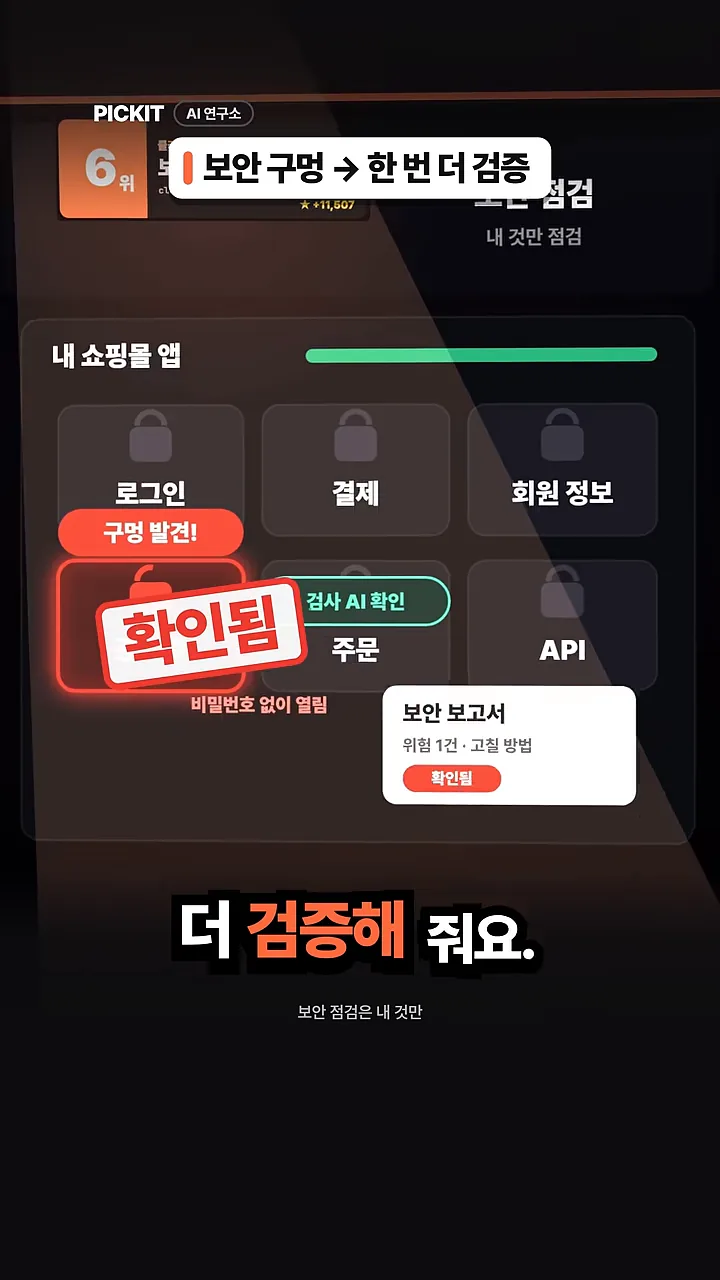 PICKIT AI 연구소
6위
보안 구멍 → 한 번 더 검증
★ +11,507
점검
내 것만 점검
내 쇼핑몰 앱
로그인
결제
회원 정보
구멍 발견!
확인됨
검사 AI 확인
주문
API
비밀번호 없이 열림
보안 보고서
위험 1건 · 고칠 방법
확인됨
더 검증해 줘요.
보안 점검은 내 것만